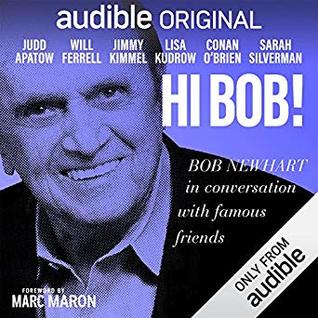 audible ORIGINAL
JUDD WILL JIMMY LISA CONAN SARAH
APATOW FERRELL KIMMEL KUDROW O'BRIEN SILVERMAN
HI BOB!
BOB NEWHART
in conversation
with famous
friends
FOREWORD BY
MARC MARON
ONLY FROM
audible